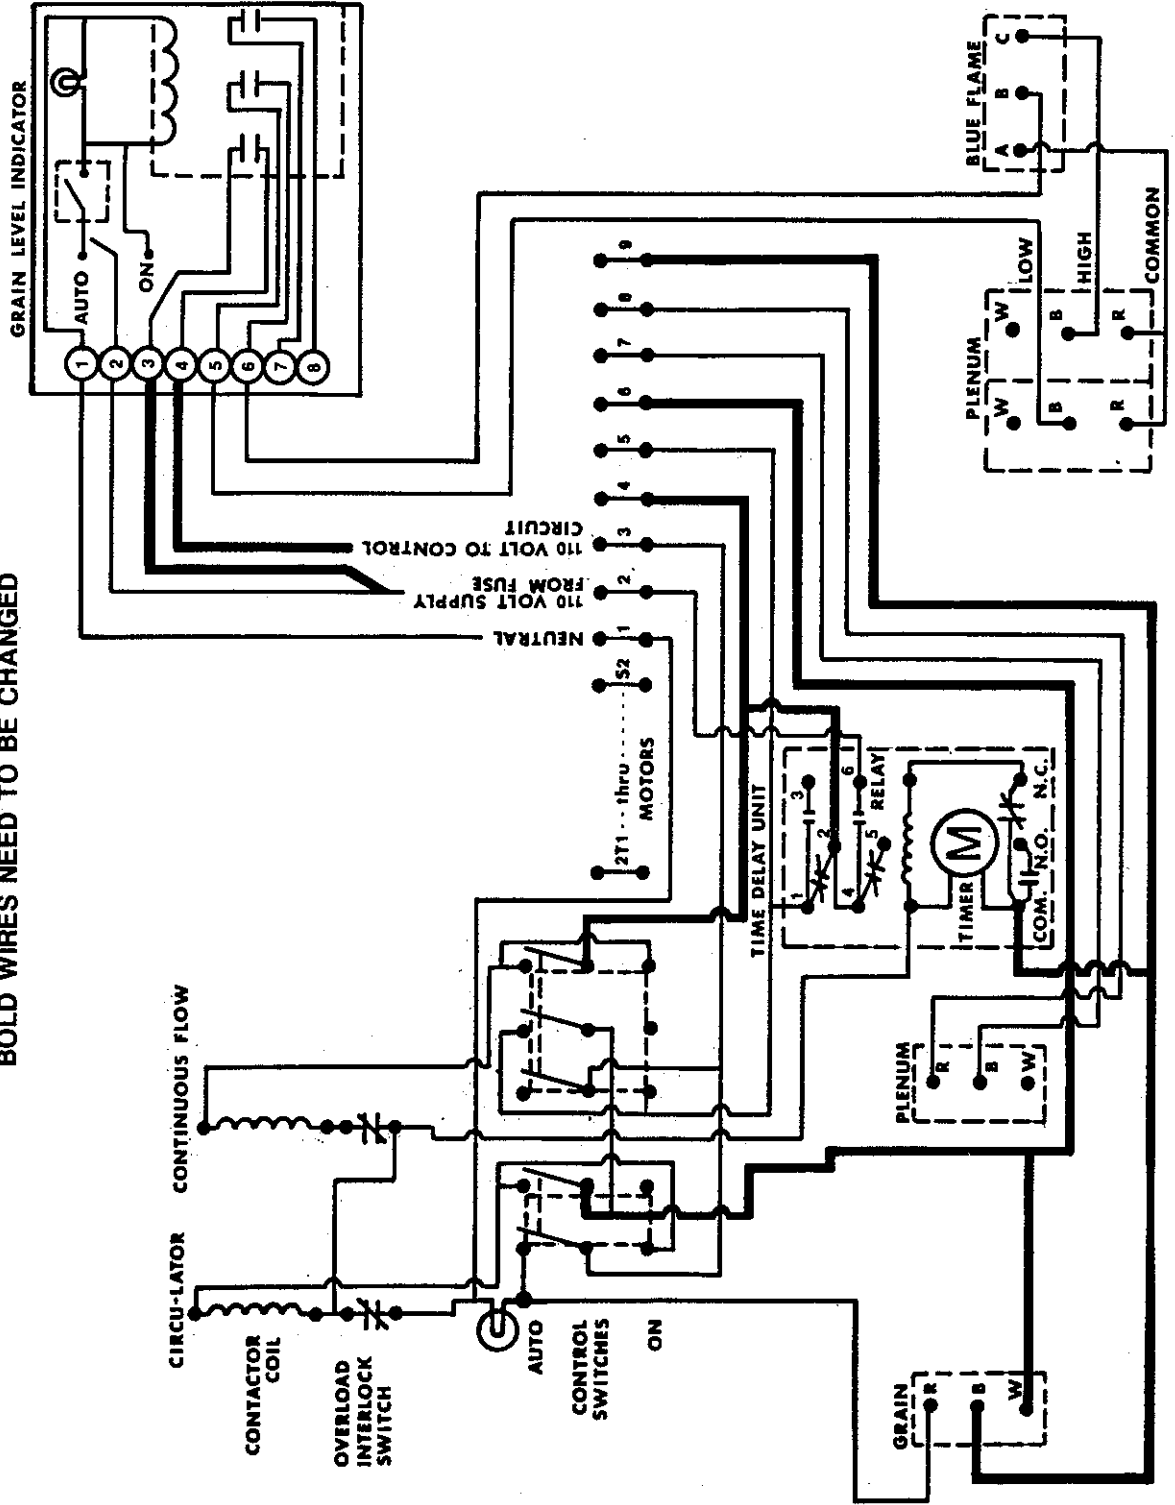 BOLD WIRES NEED TO BE CHANGED
GRAIN LEVEL INDICATOR
AUTO
ON
1
2
3
4
5
6
7
8
BLUE FLAME
A
B
C
PLENUM
W
B
R
W
B
R
LOW
HIGH
COMMON
NEUTRAL
110 VOLT SUPPLY
FROM FUSE
110 VOLT TO CONTROL
CIRCUIT
2T1 . . thru . . . . . . . S2
MOTORS
1
2
3
4
5
6
7
8
9
TIME DELAY UNIT
1
2
3
4
5
6
RELAY
TIMER
M
COM.
N.O.
N.C.
CONTINUOUS FLOW
CIRCU-LATOR
CONTACTOR
COIL
OVERLOAD
INTERLOCK
SWITCH
AUTO
CONTROL
SWITCHES
ON
PLENUM
R
B
W
GRAIN
R
B
W